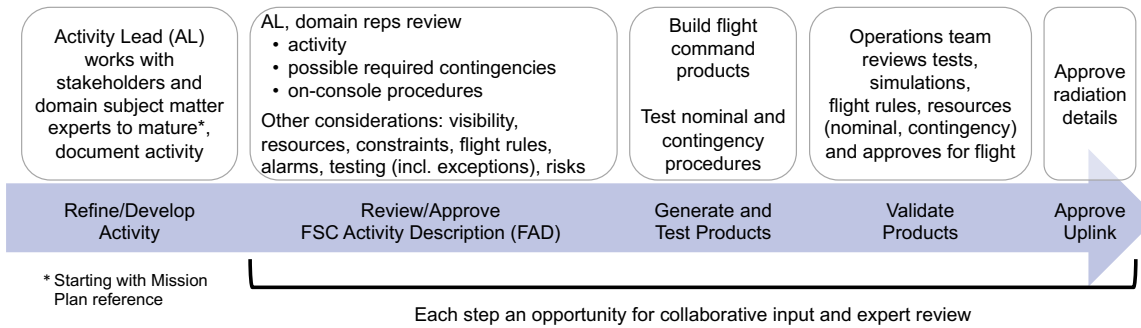 Activity Lead (AL)
works with
stakeholders and
domain subject matter
experts to mature*,
document activity
AL, domain reps review
• activity
• possible required contingencies
• on-console procedures
Other considerations: visibility,
resources, constraints, flight rules,
alarms, testing (incl. exceptions), risks
Build flight
command
products
Test nominal and
contingency
procedures
Operations team
reviews tests,
simulations,
flight rules, resources
(nominal, contingency)
and approves for flight
Approve
radiation
details
Refine/Develop
Activity
Review/Approve
FSC Activity Description (FAD)
Generate and
Test Products
Validate
Products
Approve
Uplink
* Starting with Mission
Plan reference
Each step an opportunity for collaborative input and expert review